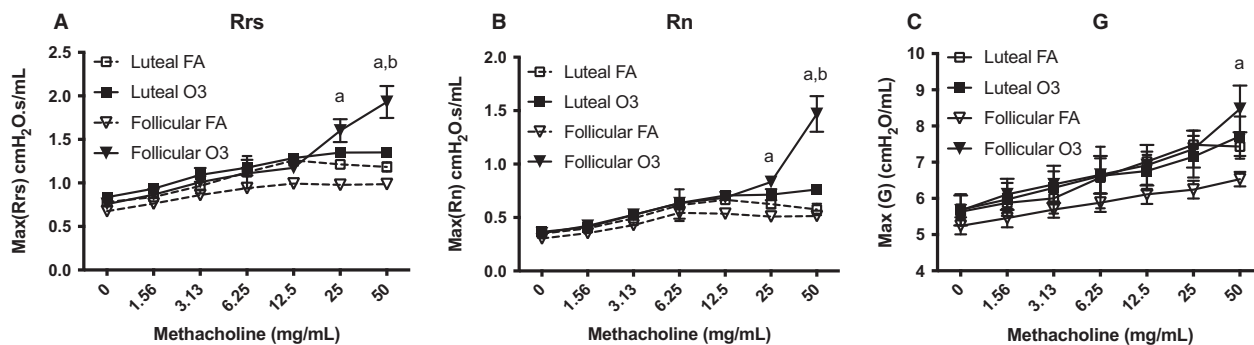 A
Rrs
Max(Rrs) cmH2O.s/mL
2.5
2.0
1.5
1.0
0.5
0.0
Luteal FA
Luteal O3
Follicular FA
Follicular O3
a
a,b
0
1.56
3.13
6.25
12.5
25
50
Methacholine (mg/mL)
B
Rn
Max(Rn) cmH2O.s/mL
2.0
1.5
1.0
0.5
0.0
Luteal FA
Luteal O3
Follicular FA
Follicular O3
a
a,b
0
1.56
3.13
6.25
12.5
25
50
Methacholine (mg/mL)
C
G
Max (G) (cmH2O/mL)
10
9
8
7
6
5
4
Luteal FA
Luteal O3
Follicular FA
Follicular O3
a
0
1.56
3.13
6.25
12.5
25
50
Methacholine (mg/mL)